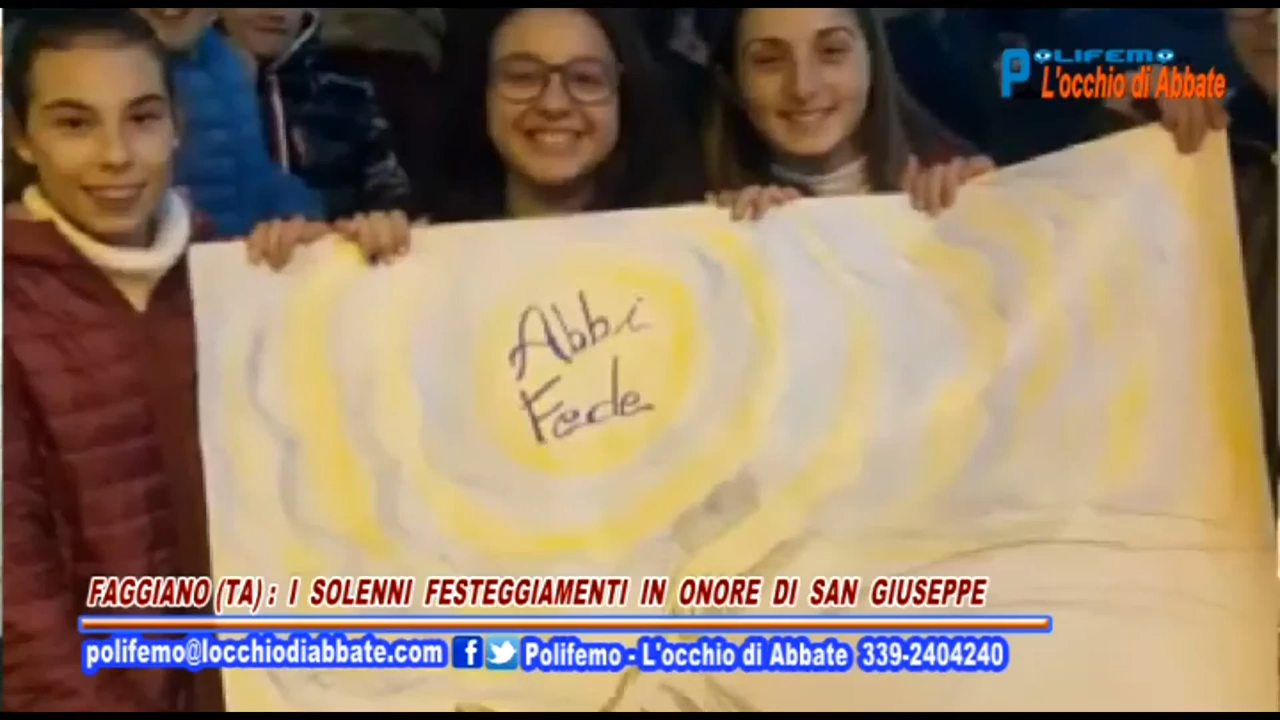 POLIFEMO
L'occhio di Abbate
Abbi
Fede
FAGGIANO (TA) : I SOLENNI FESTEGGIAMENTI IN ONORE DI SAN GIUSEPPE
polifemo@locchiodiabbate.com f Polifemo - L'occhio di Abbate 339-2404240